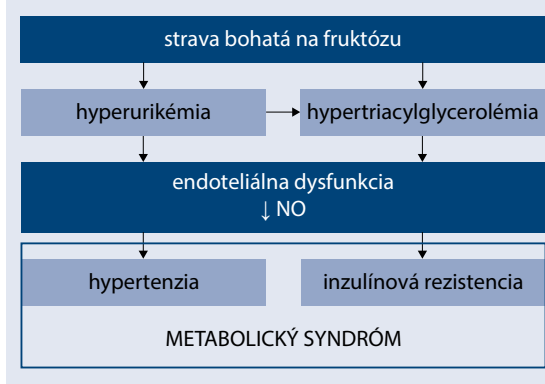 strava bohatá na fruktózu
hyperurikémia
hypertriacylglycerolémia
endoteliálna dysfunkcia
↓ NO
hypertenzia
inzulínová rezistencia
METABOLICKÝ SYNDRÓM